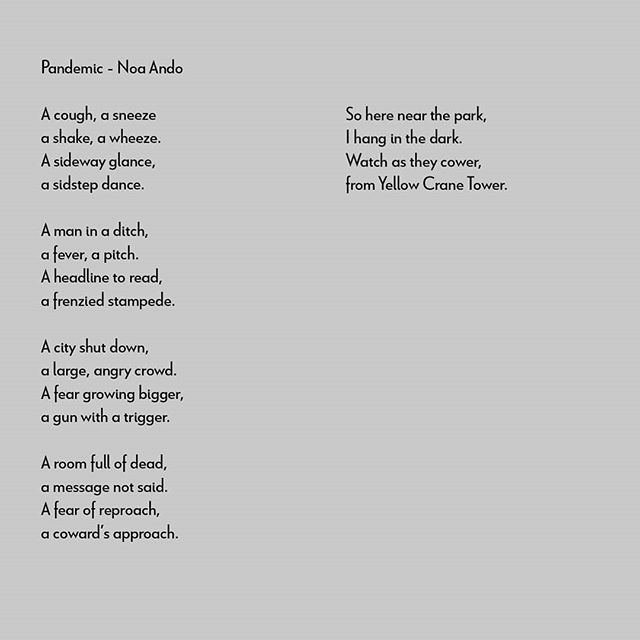 Pandemic - Noa Ando
A cough, a sneeze
a shake, a wheeze.
A sideway glance,
a sidstep dance.
A man in a ditch,
a fever, a pitch.
A headline to read,
a frenzied stampede.
A city shut down,
a large, angry crowd.
A fear growing bigger,
a gun with a trigger.
A room full of dead,
a message not said.
A fear of reproach,
a coward's approach.
So here near the park,
I hang in the dark.
Watch as they cower,
from Yellow Crane Tower.